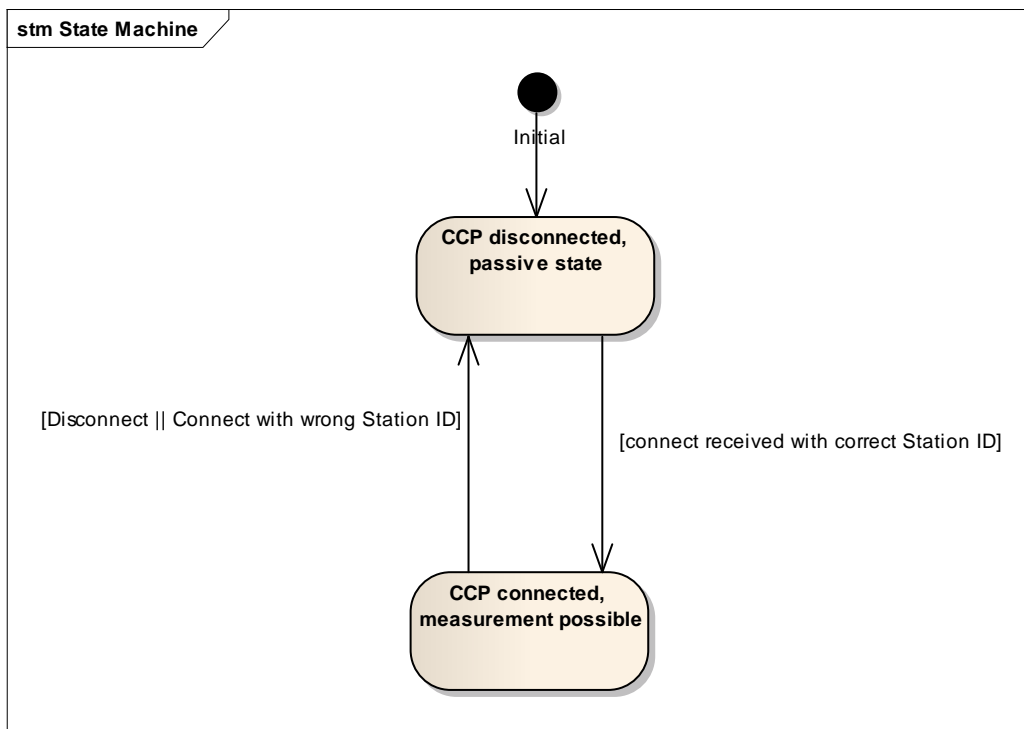 stm State Machine
Initial
CCP disconnected,
passive state
[Disconnect || Connect with wrong Station ID]
[connect received with correct Station ID]
CCP connected,
measurement possible